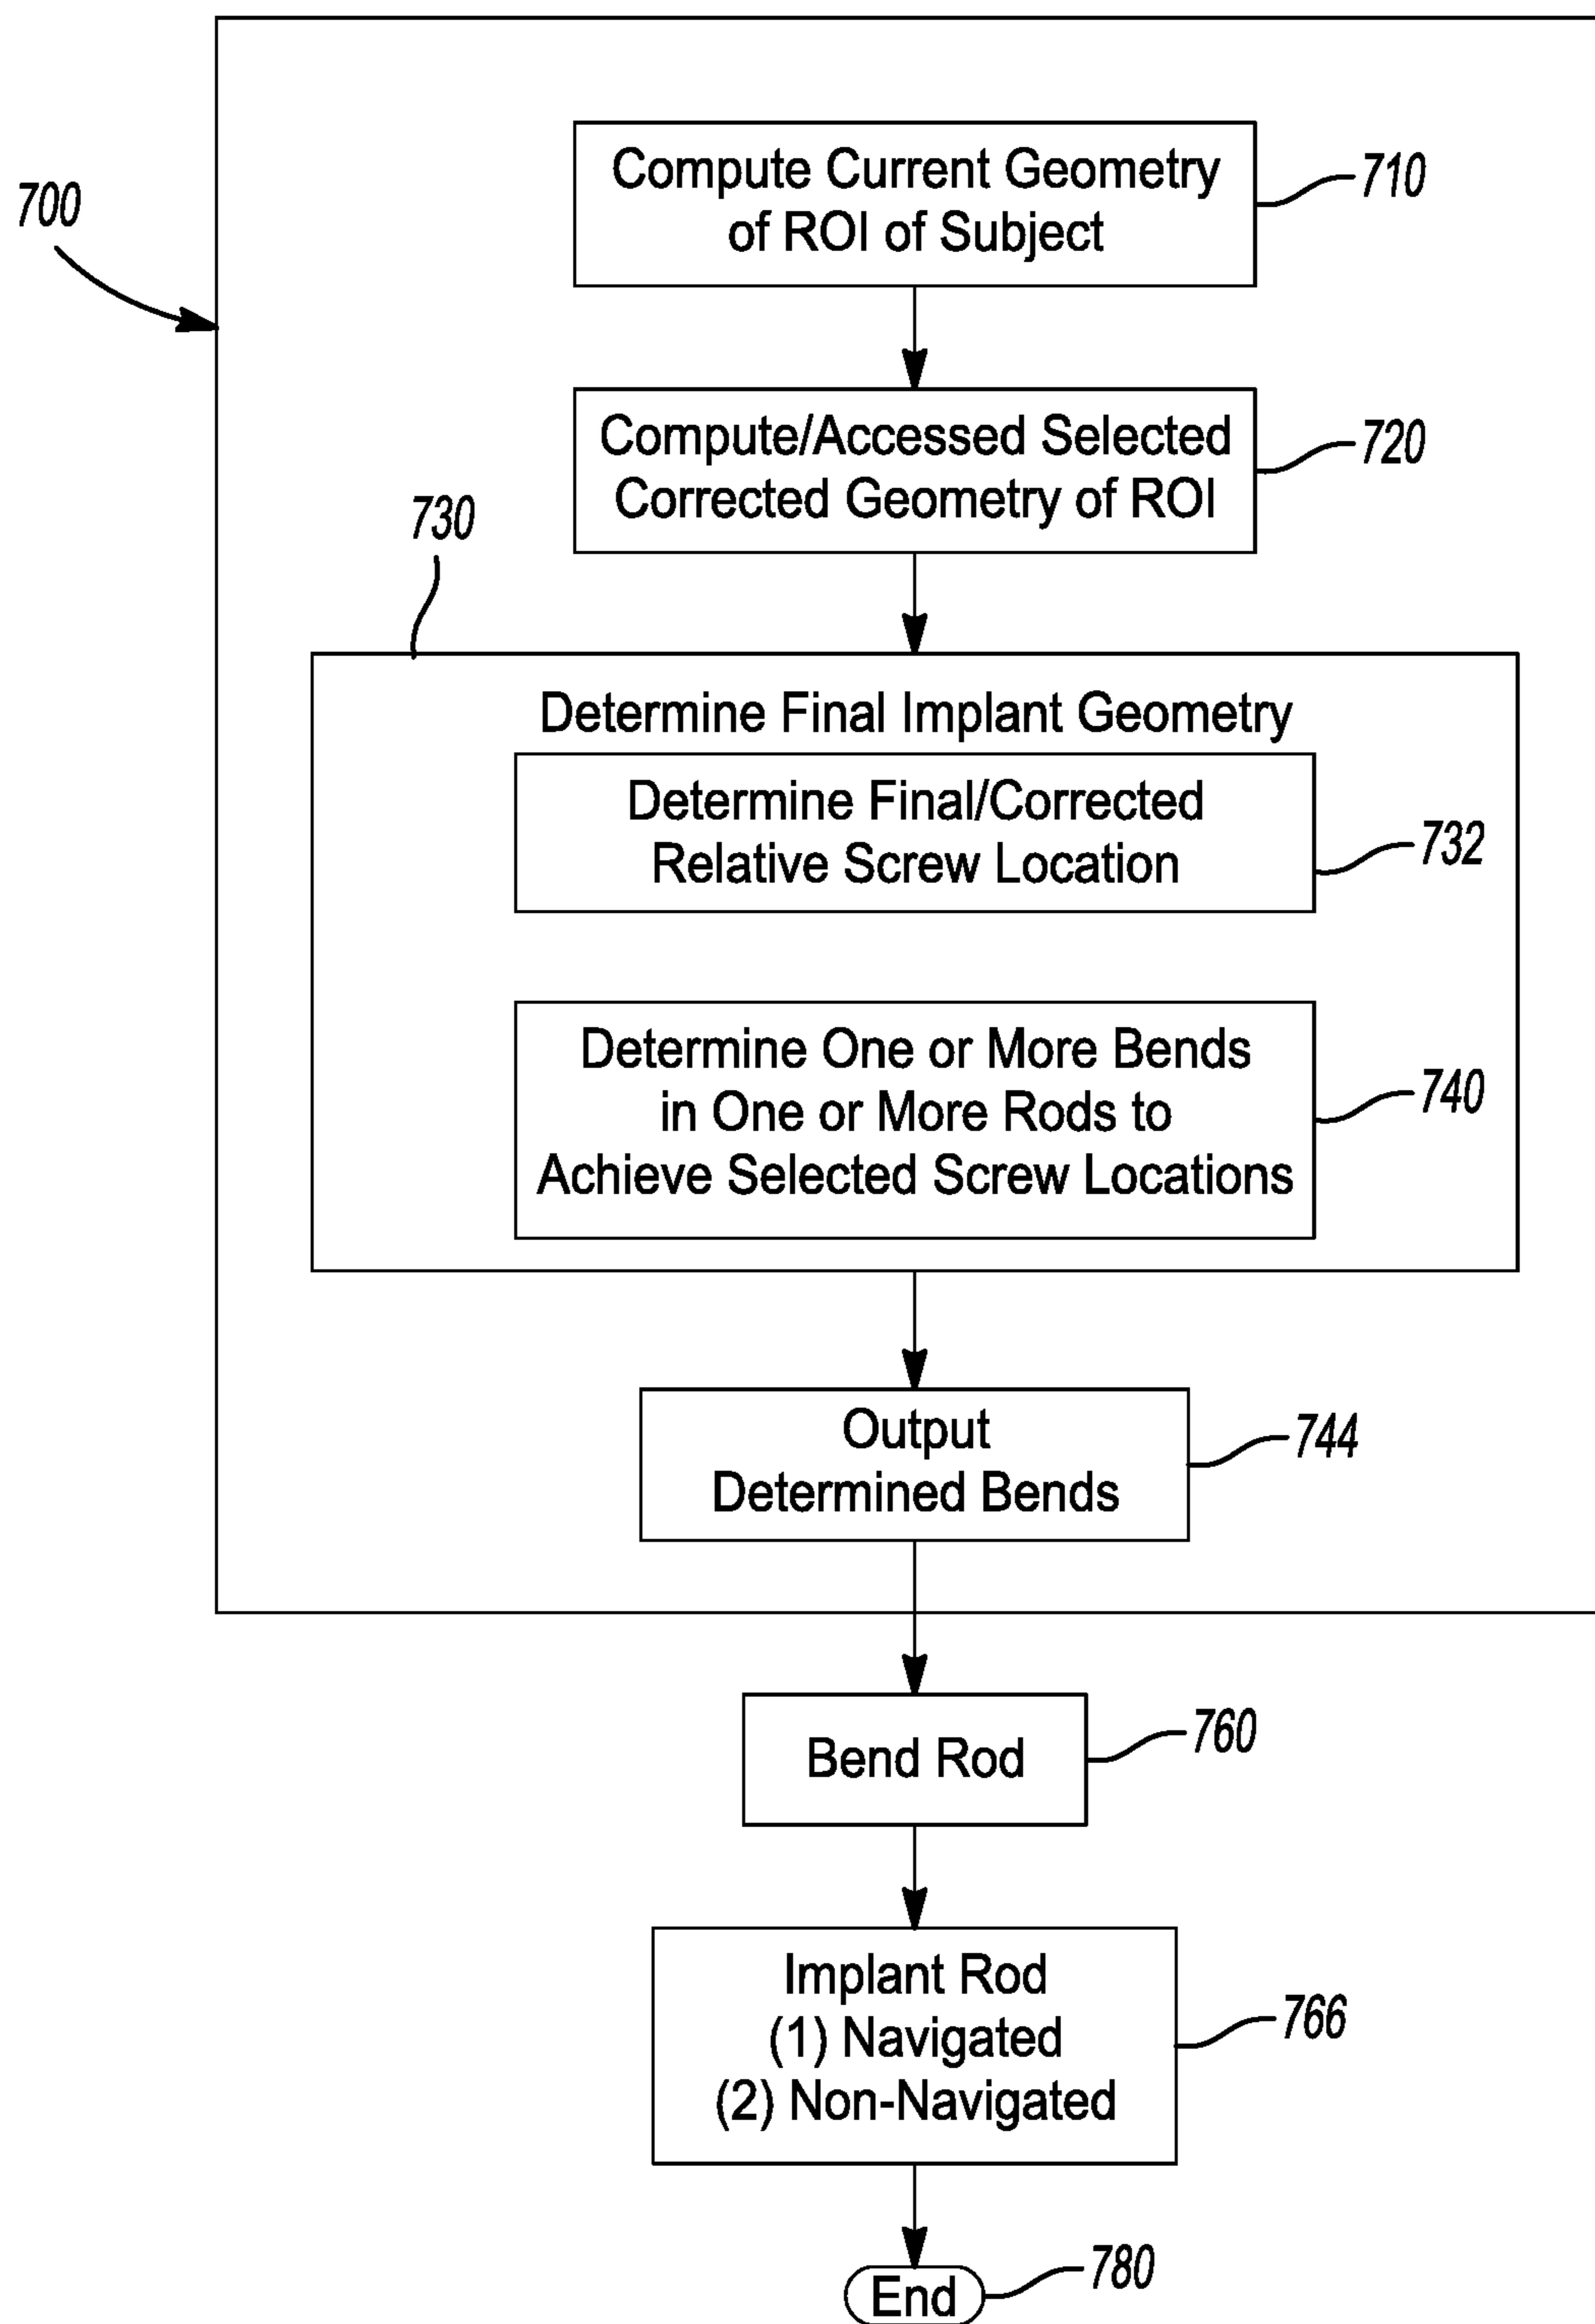 700
Compute Current Geometry
of ROI of Subject
710
Compute/Accessed Selected
Corrected Geometry of ROI
720
730
Determine Final Implant Geometry
Determine Final/Corrected
Relative Screw Location
732
Determine One or More Bends
in One or More Rods to
Achieve Selected Screw Locations
740
Output
Determined Bends
744
Bend Rod
760
Implant Rod
(1) Navigated
(2) Non-Navigated
766
End
780